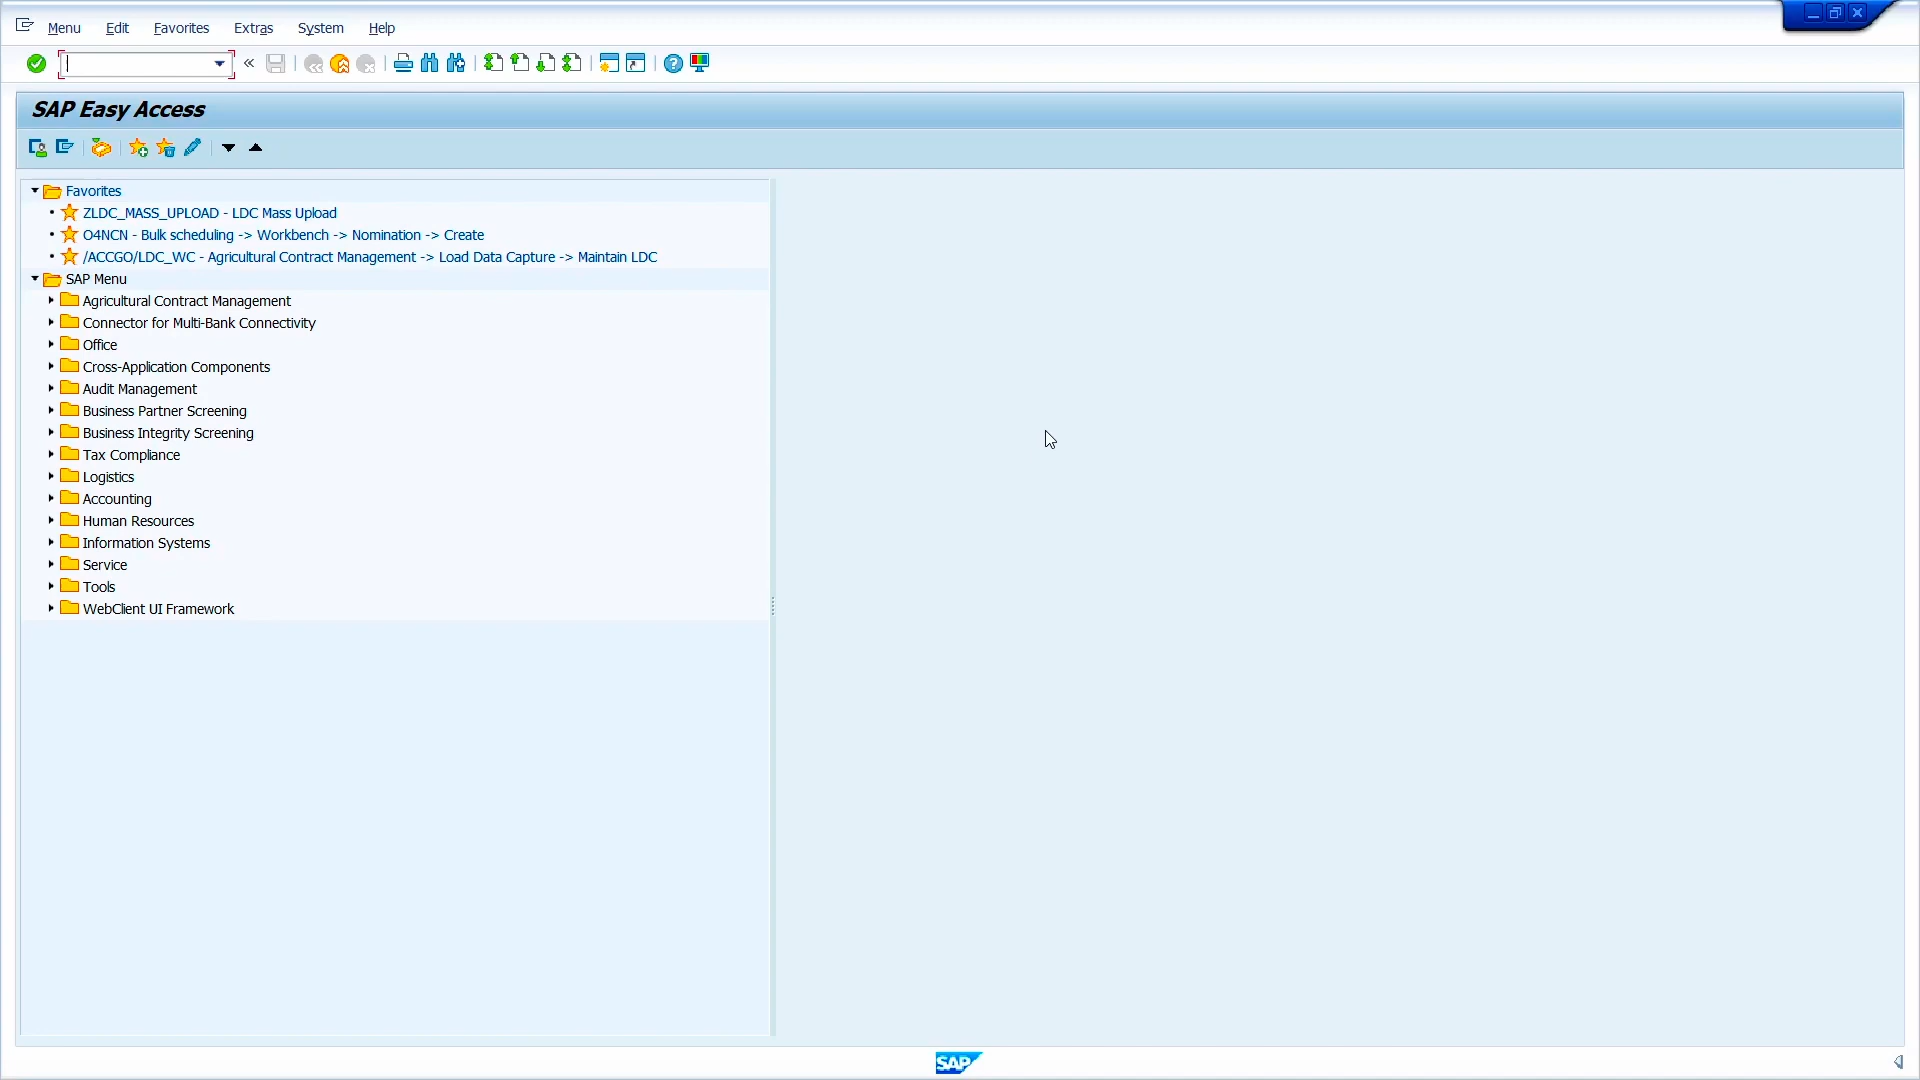 Menu Edit Favorites Extras System Help
SAP Easy Access
Favorites
ZLDC_MASS_UPLOAD - LDC Mass Upload
O4NCN - Bulk scheduling -> Workbench -> Nomination -> Create
/ACCGO/LDC_WC - Agricultural Contract Management -> Load Data Capture -> Maintain LDC
SAP Menu
Agricultural Contract Management
Connector for Multi-Bank Connectivity
Office
Cross-Application Components
Audit Management
Business Partner Screening
Business Integrity Screening
Tax Compliance
Logistics
Accounting
Human Resources
Information Systems
Service
Tools
WebClient UI Framework
SAP